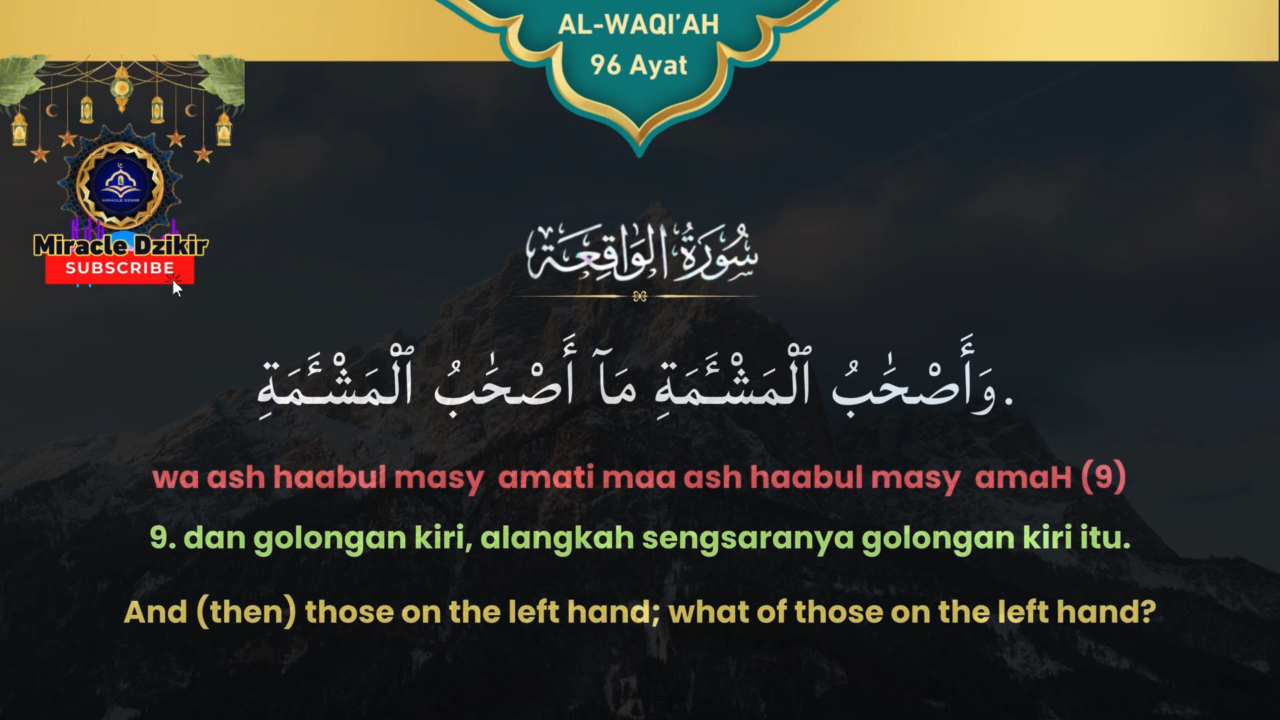 AL-WAQI'AH
96 Ayat
Miracle Dzikir
SUBSCRIBE
سُورَةُ الوَاقِعَة
وَأَصْحَٰبُ ٱلْمَشْـَٔمَةِ مَآ أَصْحَٰبُ ٱلْمَشْـَٔمَةِ.
wa ash haabul masy  amati maa ash haabul masy  amaH (9)
9. dan golongan kiri, alangkah sengsaranya golongan kiri itu.
And (then) those on the left hand; what of those on the left hand?